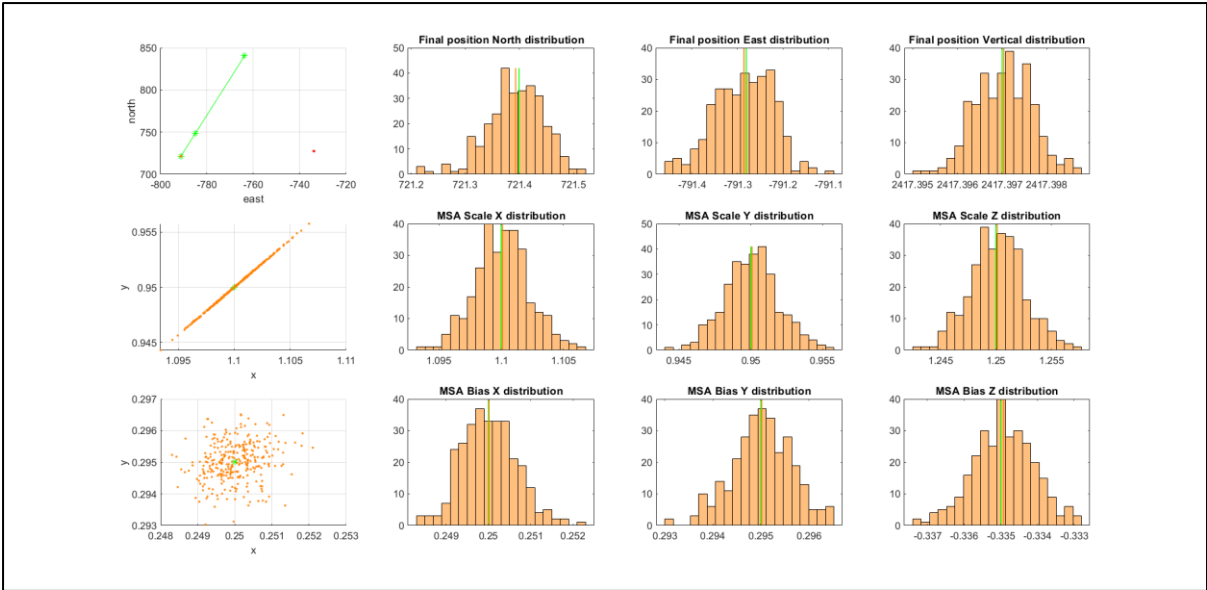 Final position North distribution
Final position East distribution
Final position Vertical distribution
850
800
750
700
north
-800 -780 -760 -740 -720
east
50
40
30
20
10
0
721.2 721.3 721.4 721.5
40
30
20
10
0
-791.4 -791.3 -791.2 -791.1
40
30
20
10
0
2417.395 2417.396 2417.397 2417.398
MSA Scale X distribution
MSA Scale Y distribution
MSA Scale Z distribution
0.955
0.95
0.945
y
1.095 1.1 1.105 1.11
x
40
30
20
10
0
1.095 1.1 1.105
50
40
30
20
10
0
0.945 0.95 0.955
40
30
20
10
0
1.245 1.25 1.255
MSA Bias X distribution
MSA Bias Y distribution
MSA Bias Z distribution
0.297
0.296
0.295
0.294
0.293
y
0.248 0.249 0.25 0.251 0.252 0.253
x
40
30
20
10
0
0.249 0.25 0.251 0.252
40
30
20
10
0
0.293 0.294 0.295 0.296
40
30
20
10
0
-0.337 -0.335 -0.334 -0.333